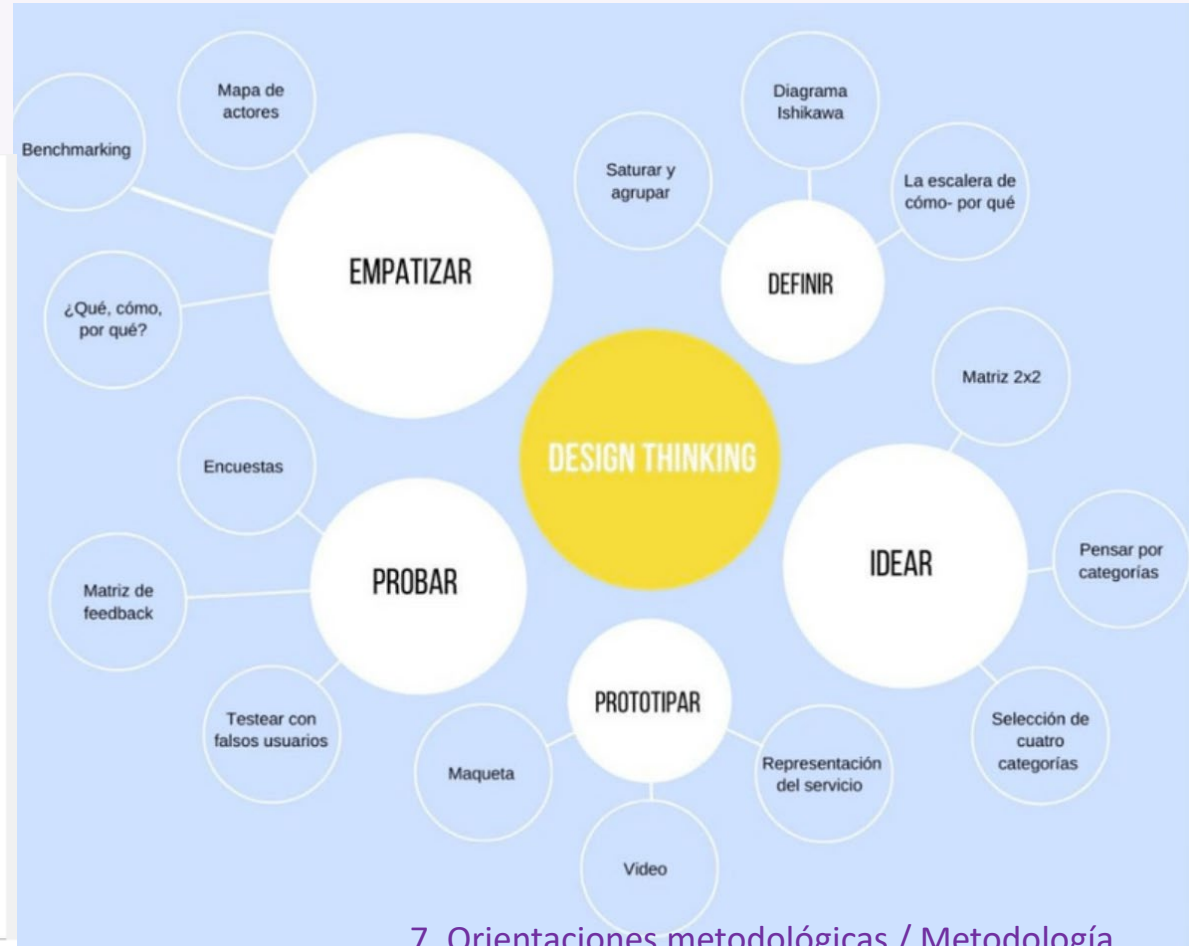 Mapa de
actores
Benchmarking
¿Qué, cómo,
por qué?
EMPATIZAR
Diagrama
Ishikawa
Saturar y
agrupar
La escalera de
cómo- por qué
DEFINIR
DESIGN THINKING
Matriz 2x2
Pensar por
categorías
Selección de
cuatro
categorías
IDEAR
Encuestas
Matriz de
feedback
Testear con
falsos usuarios
PROBAR
PROTOTIPAR
Maqueta
Video
Representación
del servicio
7. Orientaciones metodológicas / Metodología